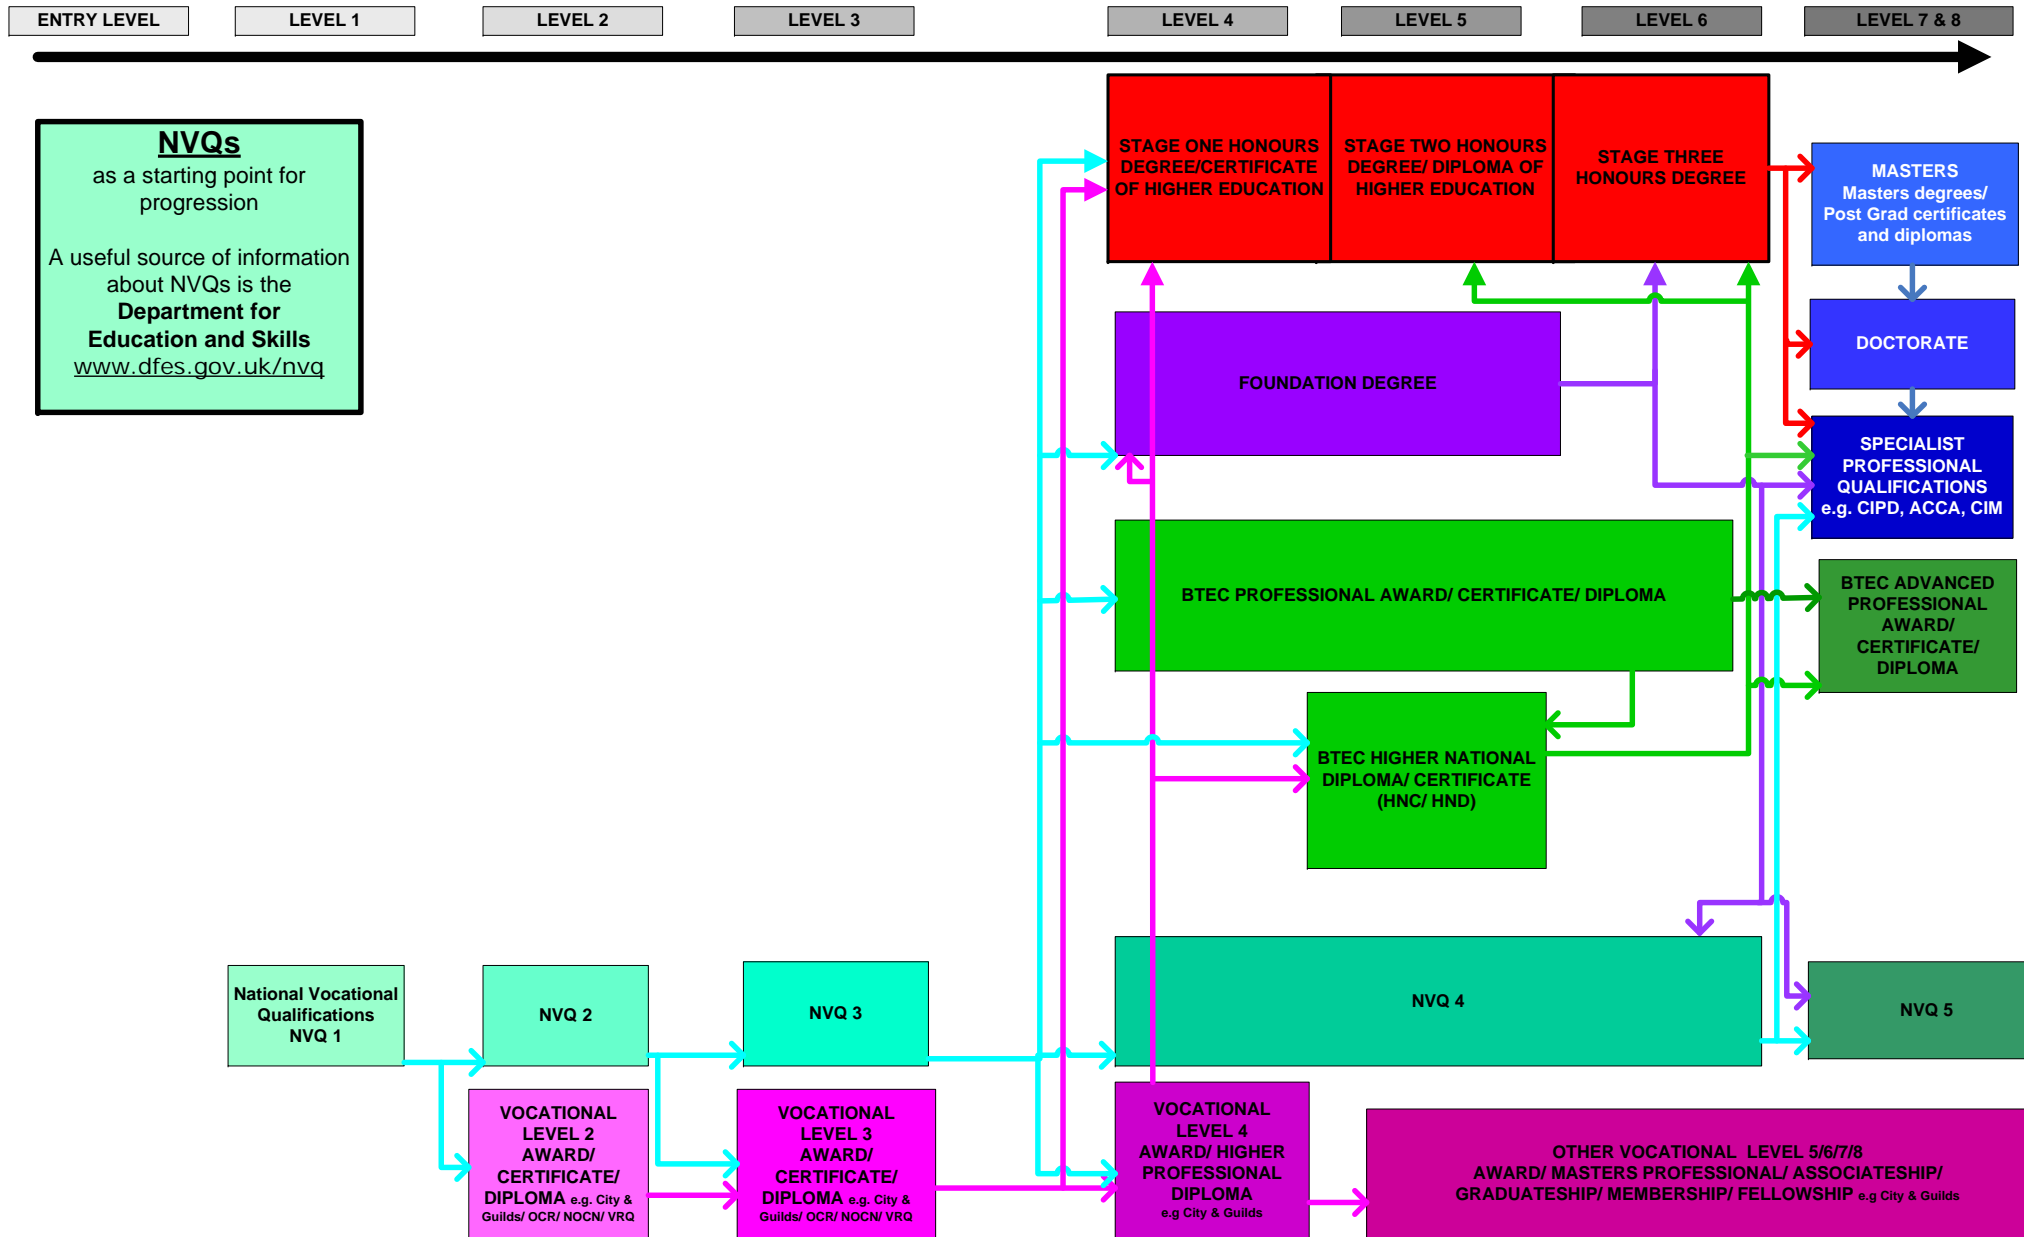 ENTRY LEVEL
LEVEL 1
LEVEL 2
LEVEL 3
LEVEL 4
LEVEL 5
LEVEL 6
LEVEL 7 & 8
NVQs
as a starting point for
progression
A useful source of information
about NVQs is the
Department for
Education and Skills
www.dfes.gov.uk/nvq
STAGE ONE HONOURS
DEGREE/CERTIFICATE
OF HIGHER EDUCATION
STAGE TWO HONOURS
DEGREE/ DIPLOMA OF
HIGHER EDUCATION
STAGE THREE
HONOURS DEGREE
MASTERS
Masters degrees/
Post Grad certificates
and diplomas
DOCTORATE
FOUNDATION DEGREE
SPECIALIST
PROFESSIONAL
QUALIFICATIONS
e.g. CIPD, ACCA, CIM
BTEC PROFESSIONAL AWARD/ CERTIFICATE/ DIPLOMA
BTEC ADVANCED
PROFESSIONAL
AWARD/
CERTIFICATE/
DIPLOMA
BTEC HIGHER NATIONAL
DIPLOMA/ CERTIFICATE
(HNC/ HND)
National Vocational
Qualifications
NVQ 1
NVQ 2
NVQ 3
NVQ 4
NVQ 5
VOCATIONAL
LEVEL 2
AWARD/
CERTIFICATE/
DIPLOMA e.g. City &
Guilds/ OCR/ NOCN/ VRQ
VOCATIONAL
LEVEL 3
AWARD/
CERTIFICATE/
DIPLOMA e.g. City &
Guilds/ OCR/ NOCN/ VRQ
VOCATIONAL
LEVEL 4
AWARD/ HIGHER
PROFESSIONAL
DIPLOMA
e.g City & Guilds
OTHER VOCATIONAL LEVEL 5/6/7/8
AWARD/ MASTERS PROFESSIONAL/ ASSOCIATESHIP/
GRADUATESHIP/ MEMBERSHIP/ FELLOWSHIP e.g City & Guilds